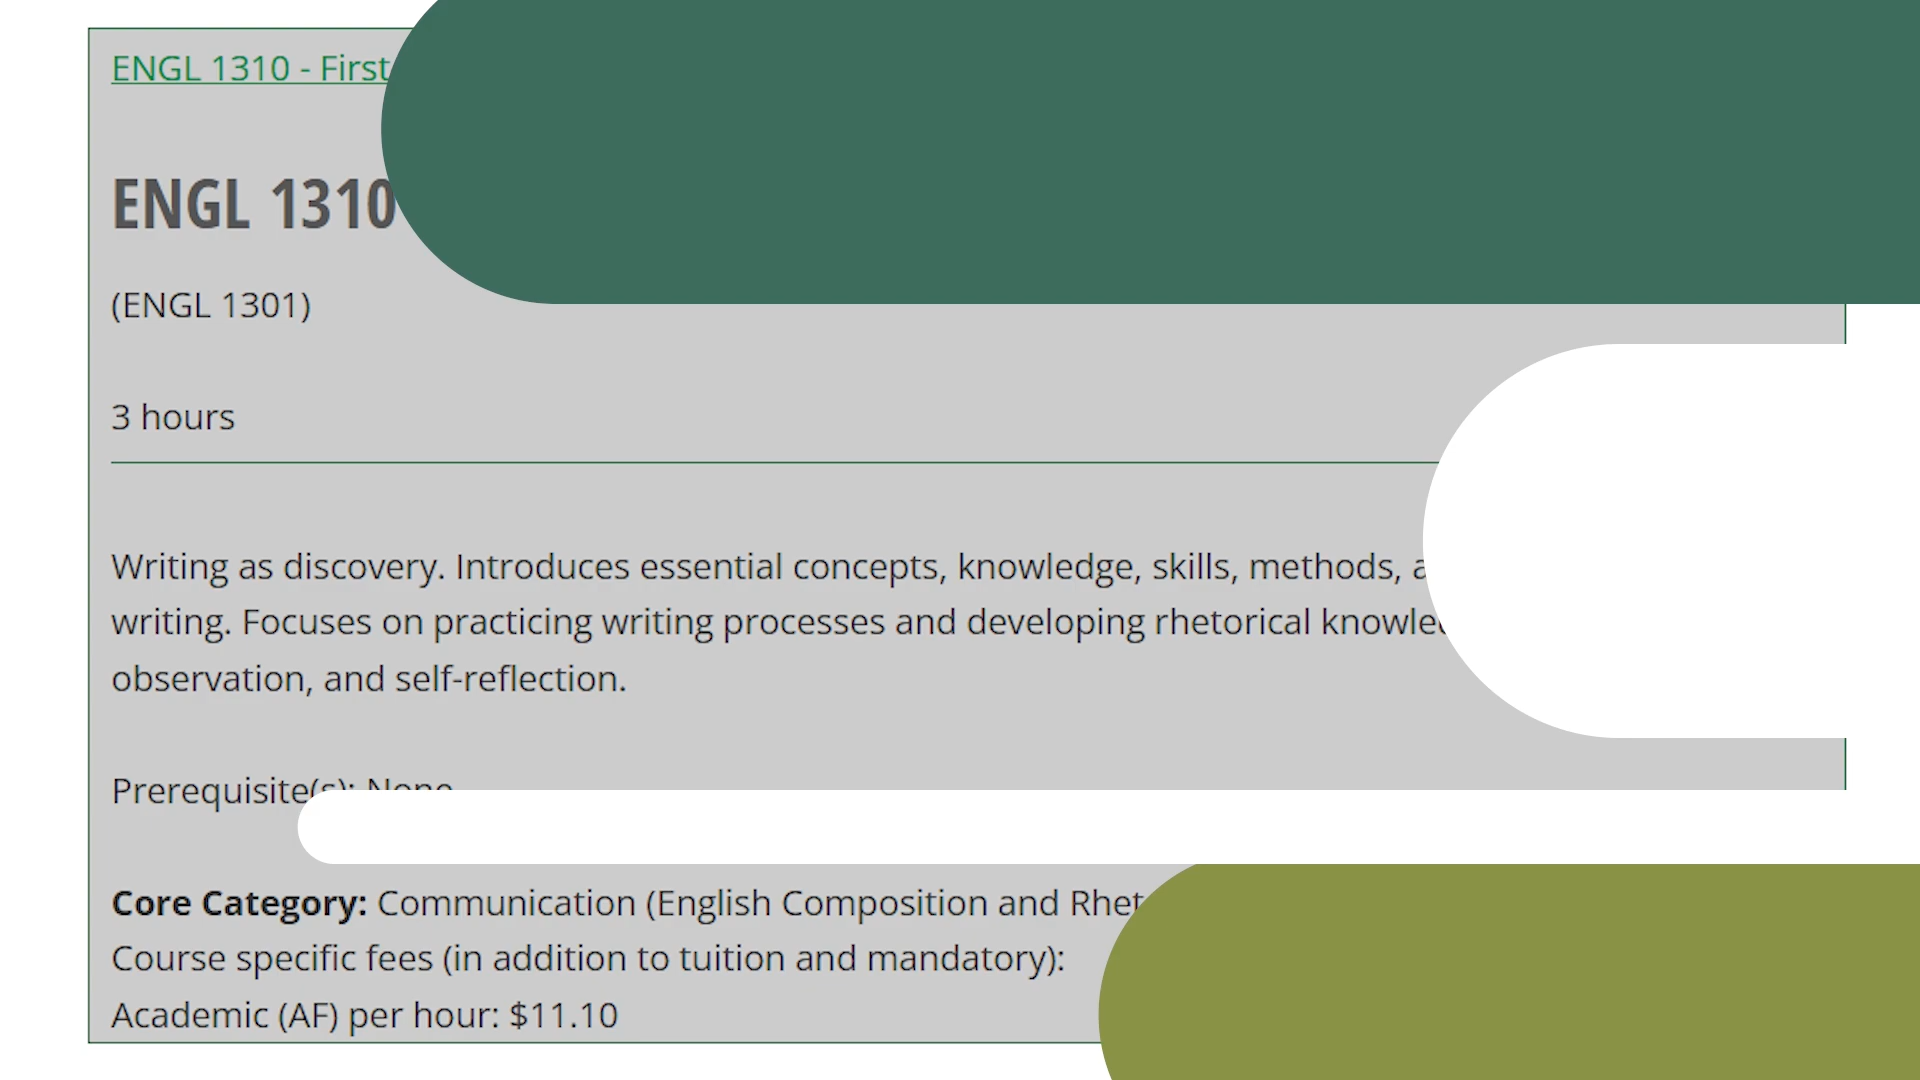 ENGL 1310 - First
ENGL 1310
(ENGL 1301)
3 hours
Writing as discovery. Introduces essential concepts, knowledge, skills, methods,
writing. Focuses on practicing writing processes and developing rhetorical
observation, and self-reflection.
Prerequisite(s): None
Core Category: Communication (English Composition and
Course specific fees (in addition to tuition and mandatory):
Academic (AF) per hour: $11.10